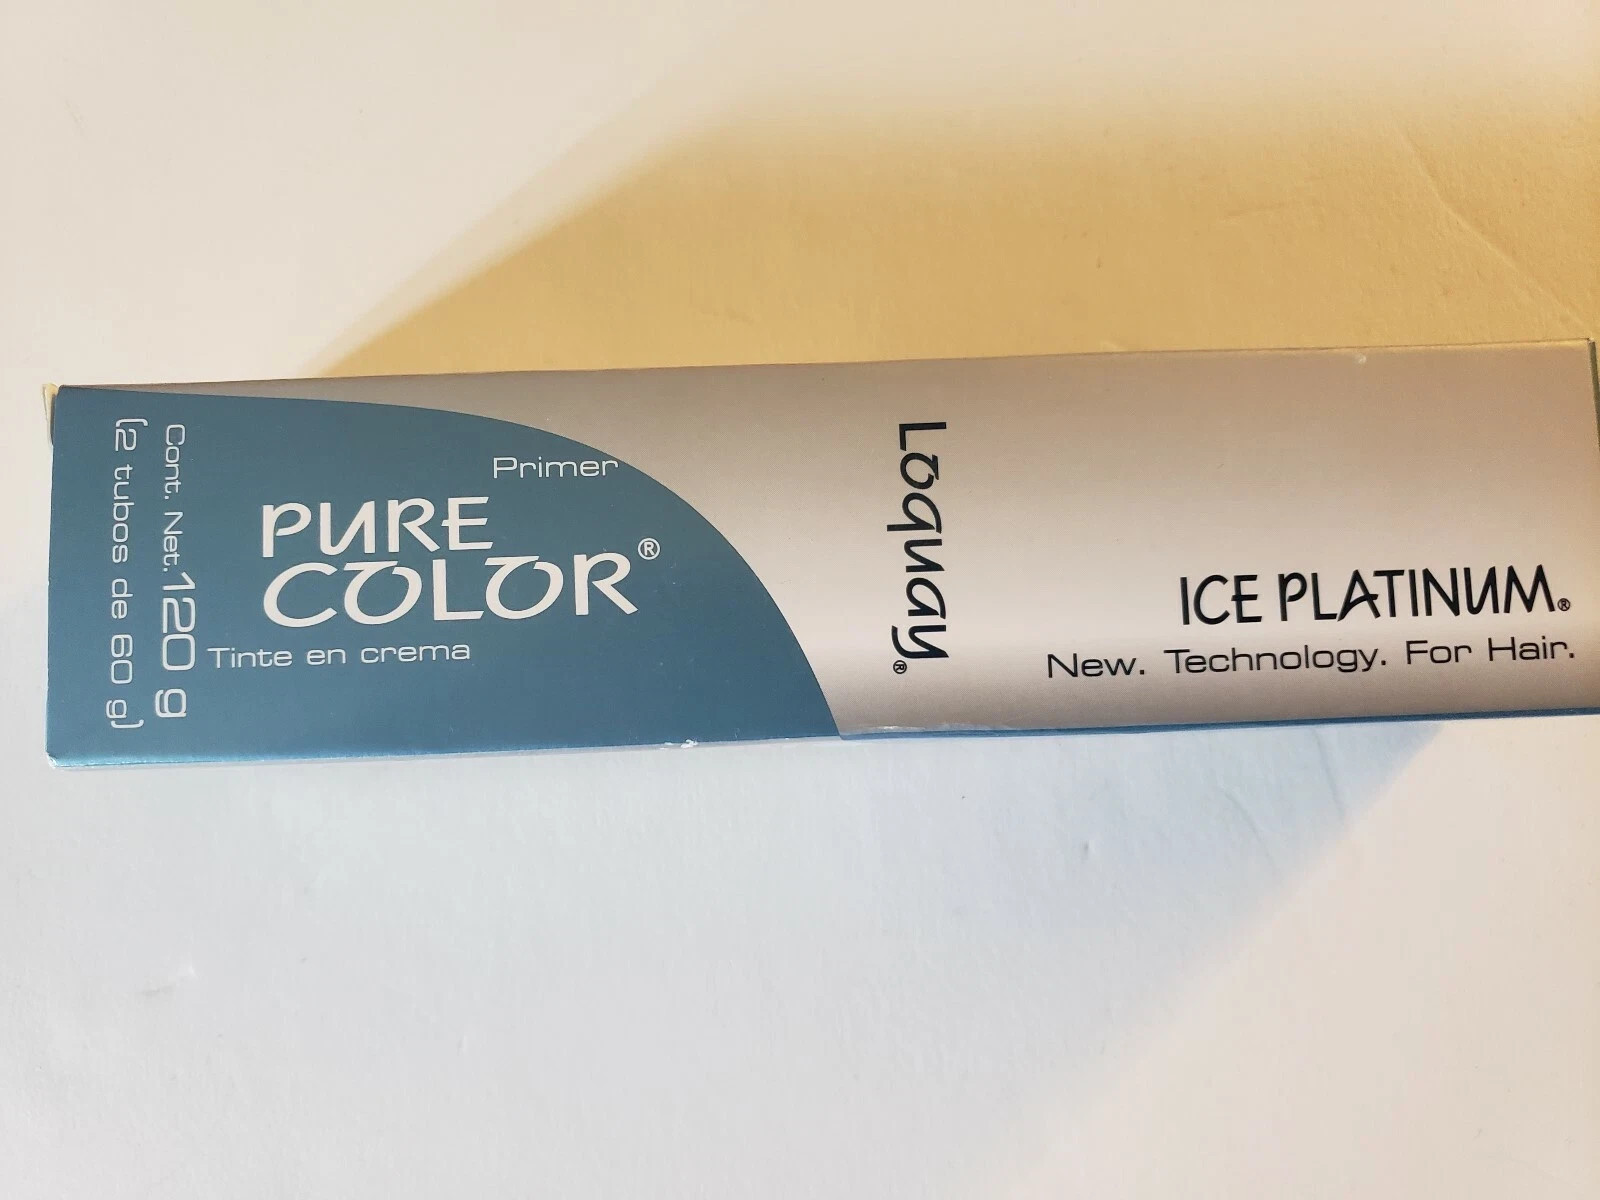 Cont. Net. 120 g
(2 tubos de 60 g)
Primer
PURE
COLOR®
Tinte en crema
Loquay®
ICE PLATINUM®
New. Technology. For Hair.